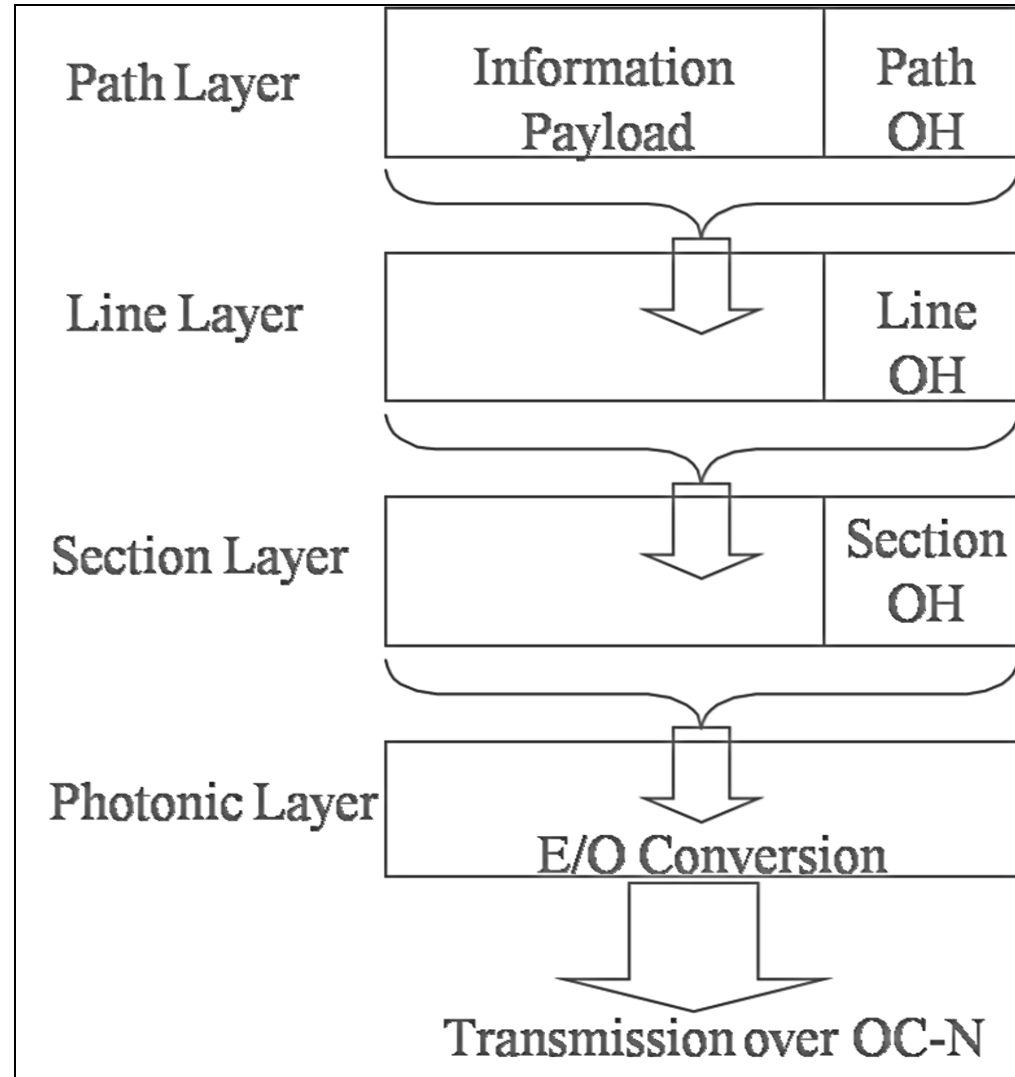 Path Layer
Information
Payload
Path
OH
Line Layer
Line
OH
Section Layer
Section
OH
Photonic Layer
E/O Conversion
Transmission over OC-N